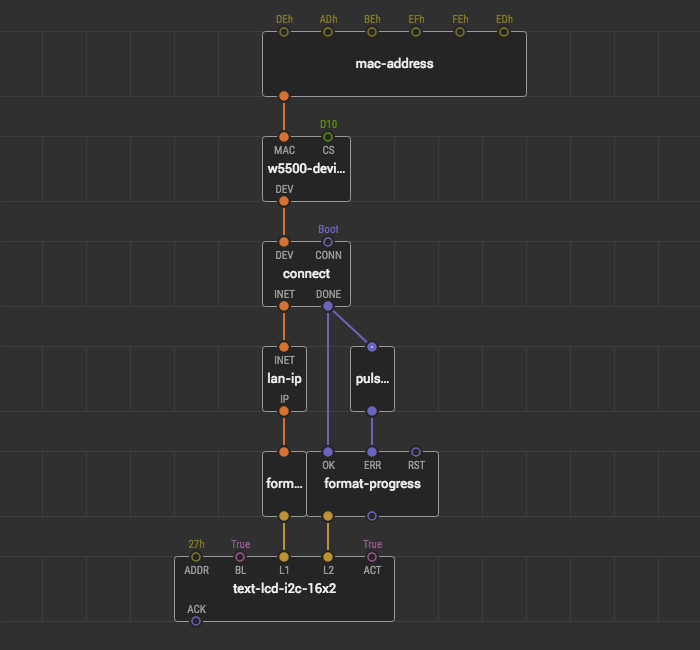 DEh ADh BEh EFh FEh EDh
mac-address
D10
MAC CS
w5500-devi...
DEV
Boot
DEV CONN
connect
INET DONE
INET
lan-ip puls...
IP
OK ERR RST
form... format-progress
27h True True
ADDR BL L1 L2 ACT
text-lcd-i2c-16x2
ACK